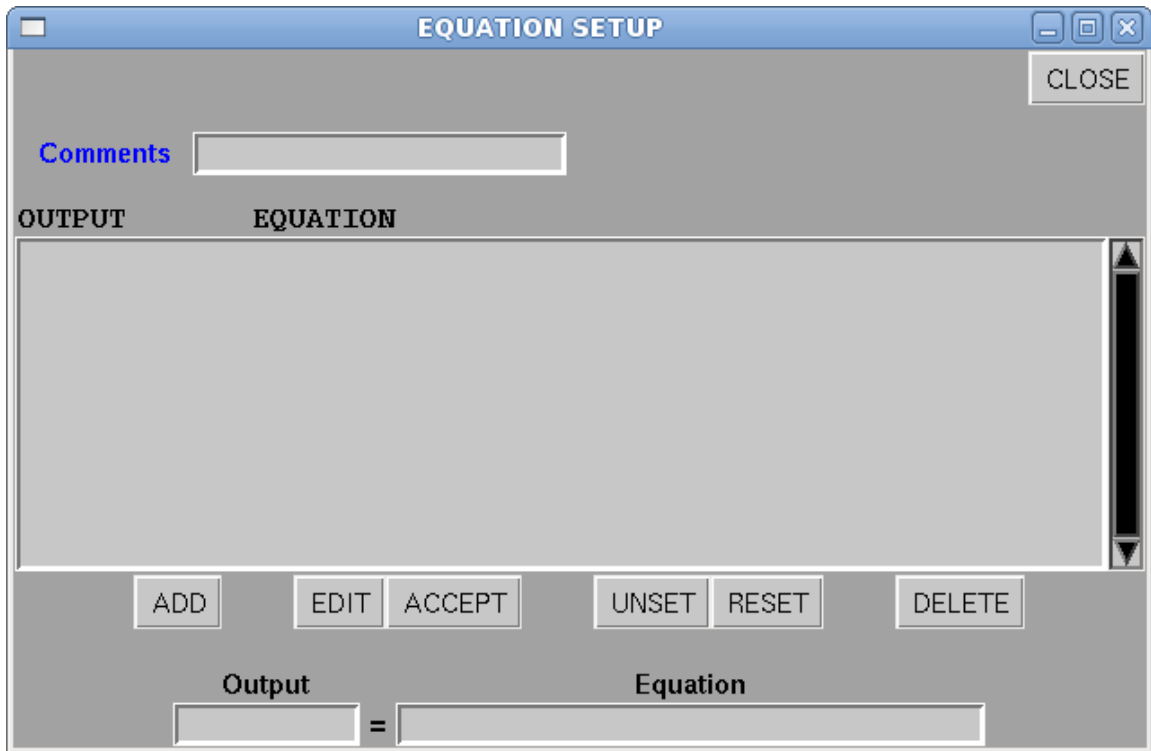 EQUATION SETUP
CLOSE
Comments
OUTPUT EQUATION
ADD EDIT ACCEPT UNSET RESET DELETE
Output Equation
=